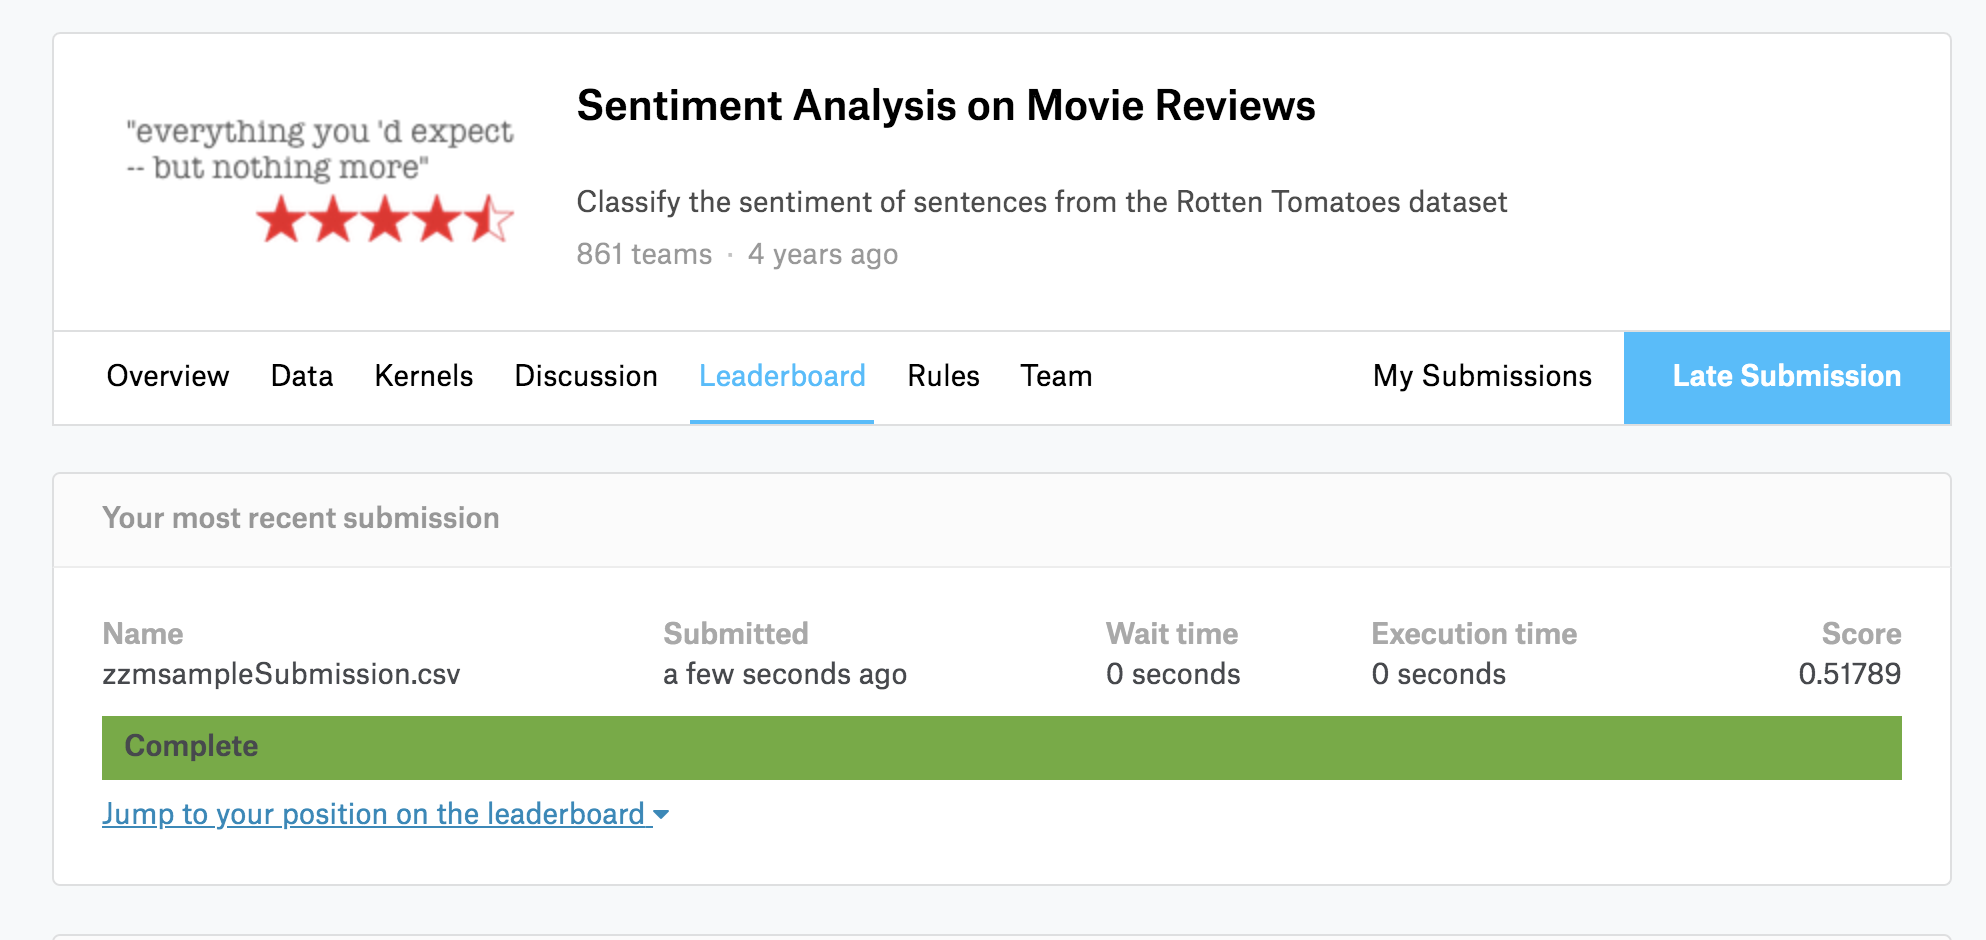 "everything you 'd expect
-- but nothing more"
Sentiment Analysis on Movie Reviews
Classify the sentiment of sentences from the Rotten Tomatoes dataset
861 teams · 4 years ago
Overview Data Kernels Discussion Leaderboard Rules Team My Submissions Late Submission
Your most recent submission
Name Submitted Wait time Execution time Score
zzmsampleSubmission.csv a few seconds ago 0 seconds 0 seconds 0.51789
Complete
Jump to your position on the leaderboard